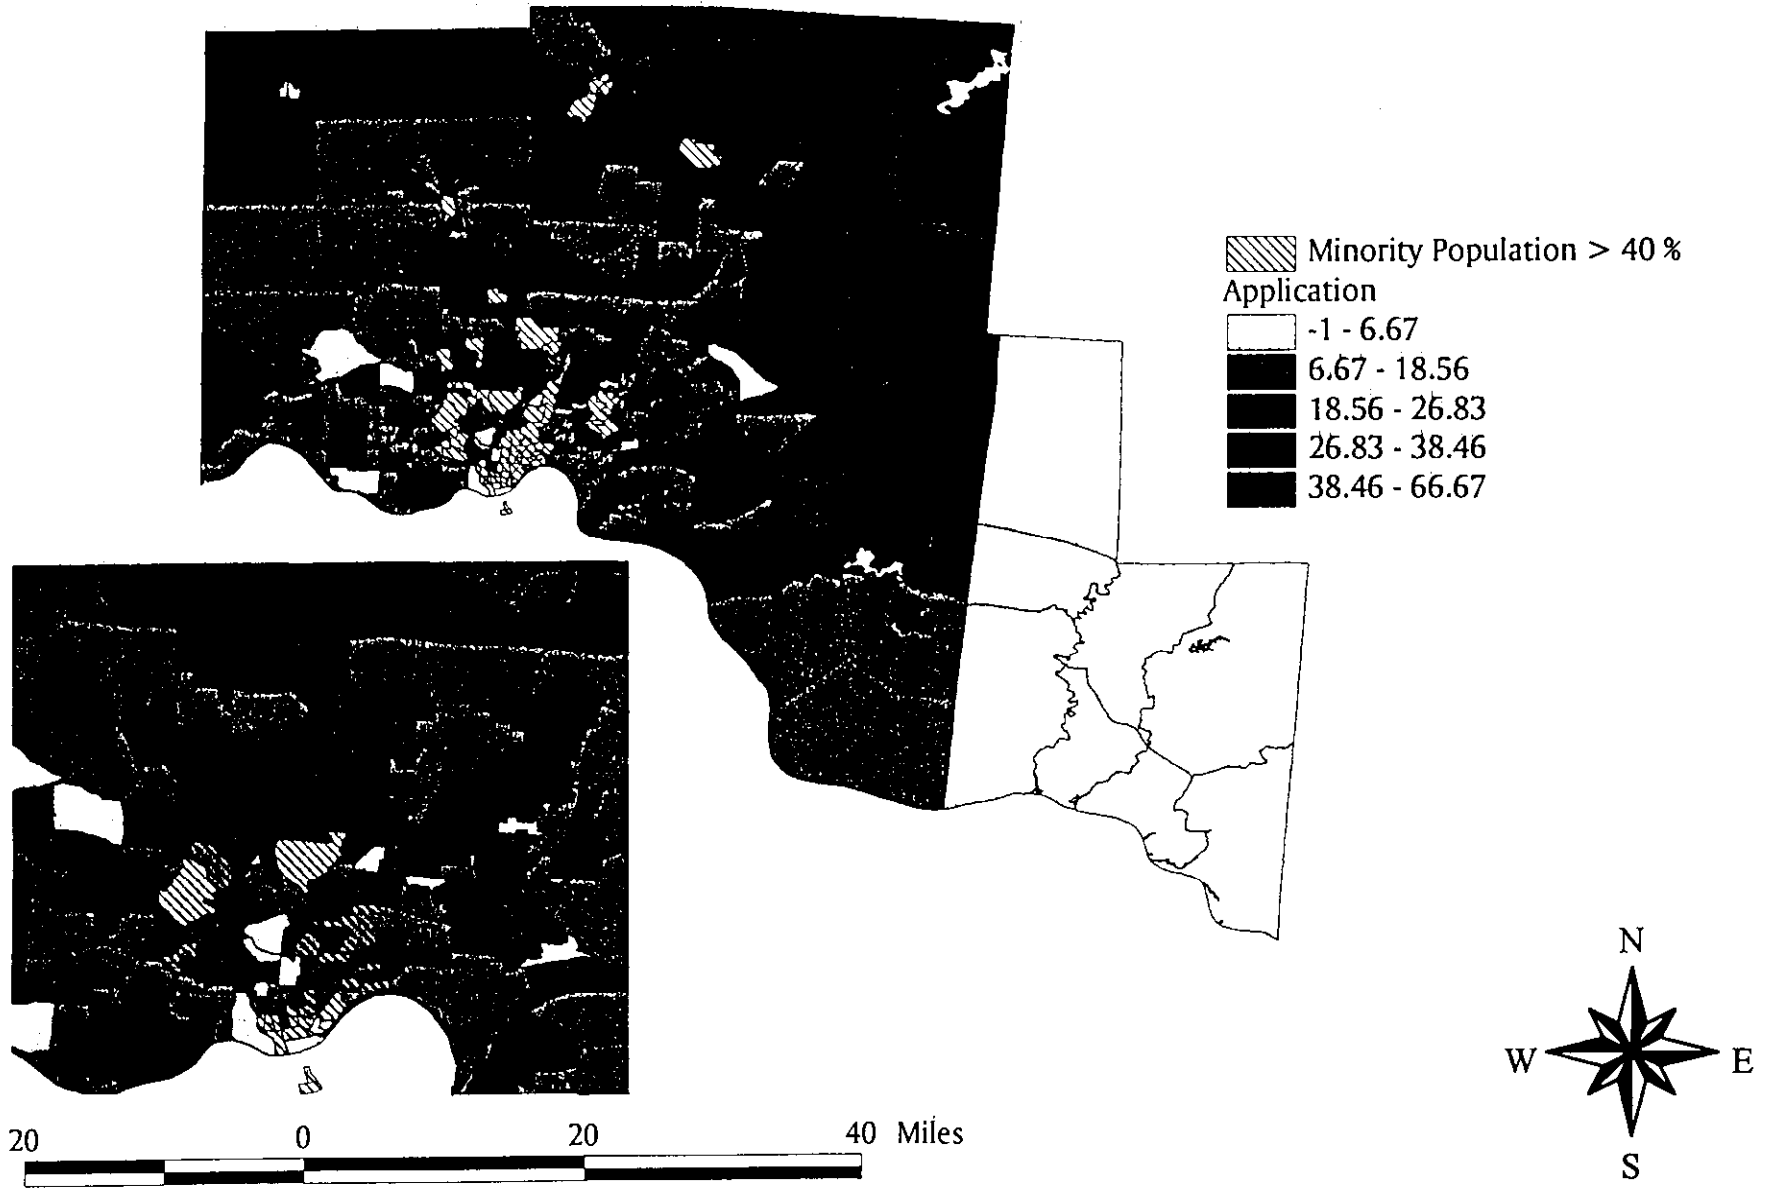 Minority Population > 40 %
Application
-1 - 6.67
6.67 - 18.56
18.56 - 26.83
26.83 - 38.46
38.46 - 66.67
N
W E
S
20 0 20 40 Miles